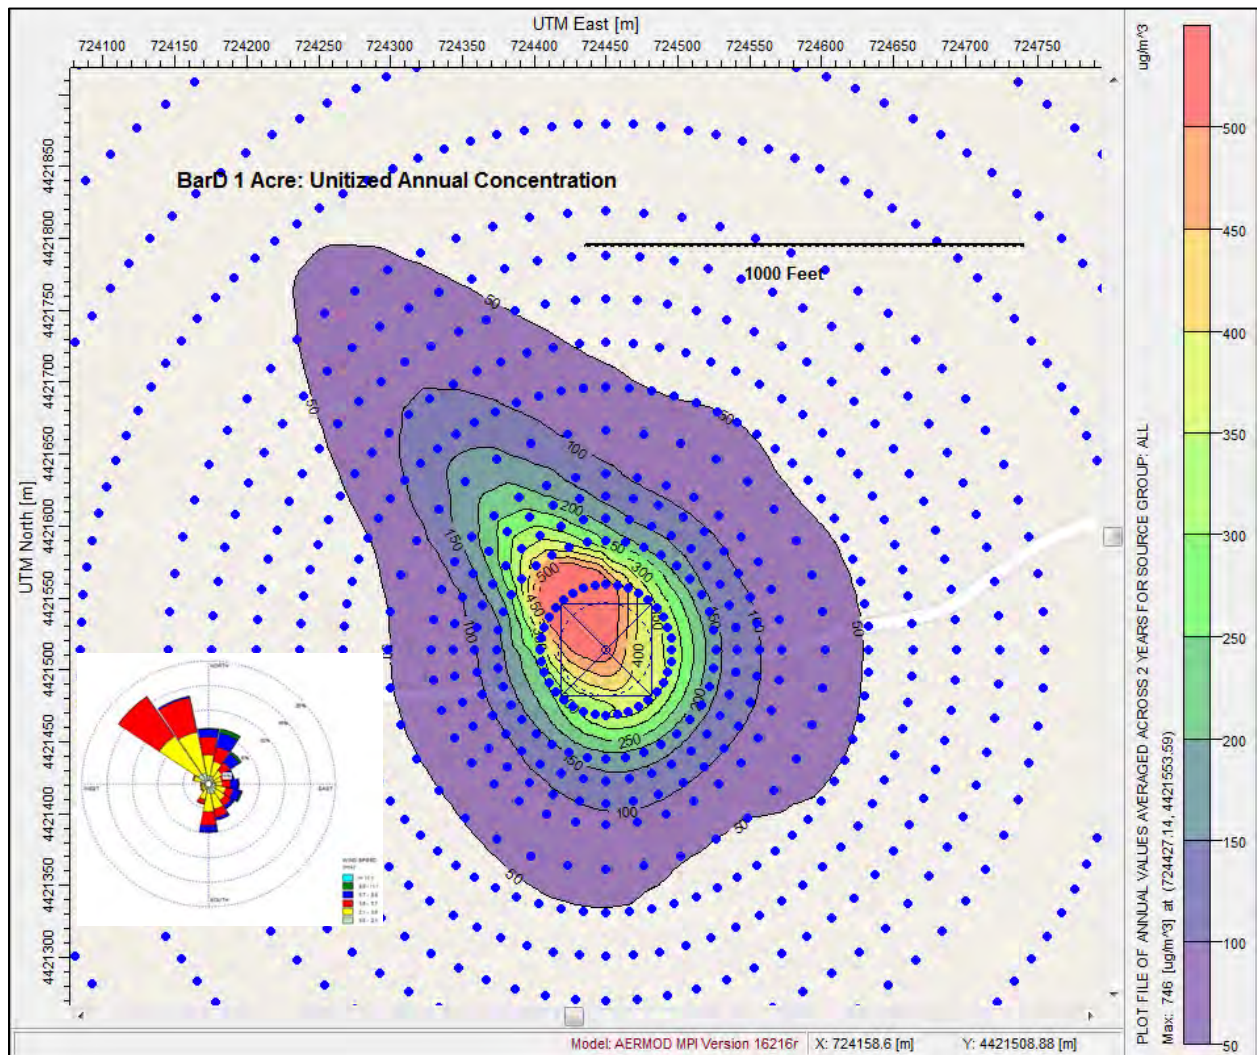 UTM East [m]
724100 724150 724200 724250 724300 724350 724400 724450 724500 724550 724600 724650 724700 724750
UTM North [m]
4421850
4421800
4421750
4421700
4421650
4421600
4421550
4421500
4421450
4421400
4421350
4421300
BarD 1 Acre: Unitized Annual Concentration
1000 Feet
50
50
50
100
200
150
300
150
500
450
400
150
100
50
100
200
250
100
50
50
NORTH
WEST
EAST
SOUTH
WIND SPEED
ug/m^3
500
450
400
350
300
250
200
150
100
50
PLOT FILE OF ANNUAL VALUES AVERAGED ACROSS 2 YEARS FOR SOURCE GROUP: ALL
Max: 746 [ug/m^3] at (724427.14, 4421553.59)
Model: AERMOD MPI Version 16216r
X: 724158.6 [m]
Y: 4421508.88 [m]